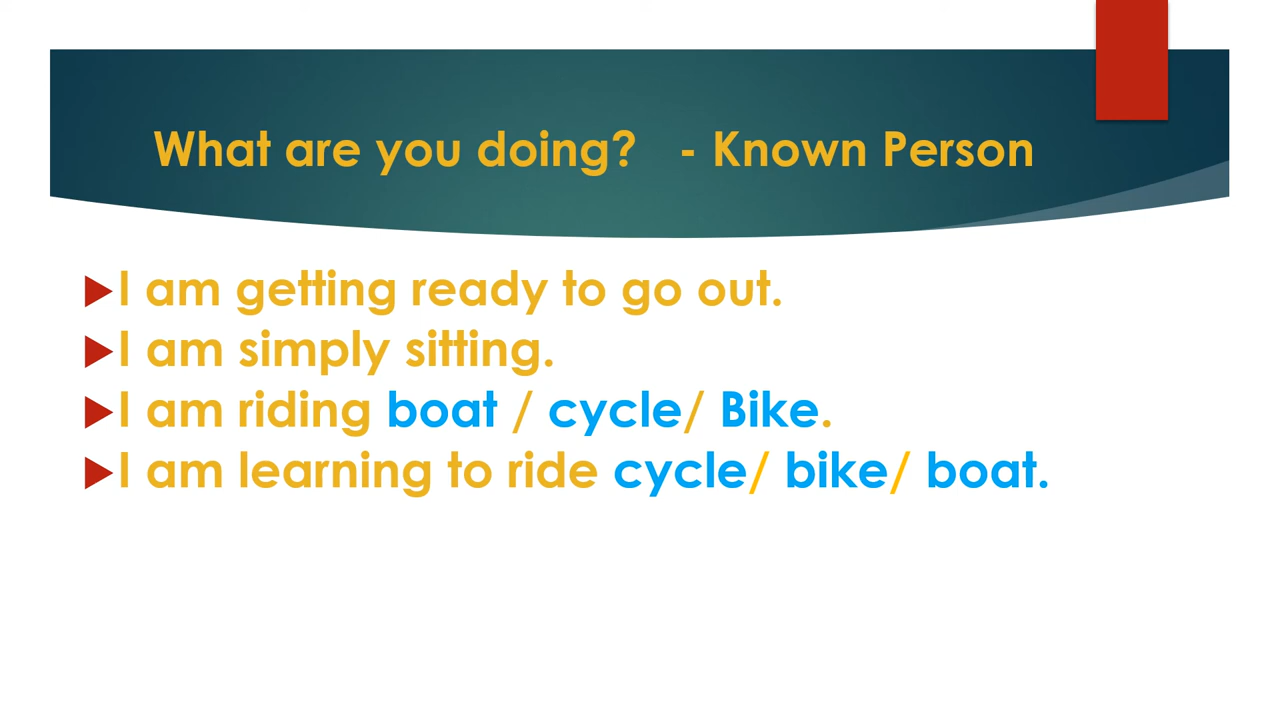 What are you doing? - Known Person
I am getting ready to go out.
I am simply sitting.
I am riding boat / cycle/ Bike.
I am learning to ride cycle/ bike/ boat.